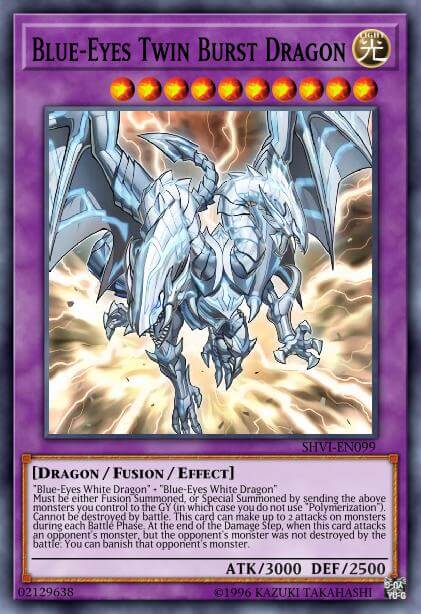 Blue-Eyes Twin Burst Dragon
LIGHT
光
SHVI-EN099
[Dragon / Fusion / Effect]
"Blue-Eyes White Dragon" + "Blue-Eyes White Dragon"
Must be either Fusion Summoned, or Special Summoned by sending the above
monsters you control to the GY (in which case you do not use "Polymerization").
Cannot be destroyed by battle. This card can make up to 2 attacks on monsters
during each Battle Phase. At the end of the Damage Step, when this card attacks
an opponent's monster, but the opponent's monster was not destroyed by the
battle: You can banish that opponent's monster.
ATK/3000 DEF/2500
02129638
©1996 KAZUKI TAKAHASHI